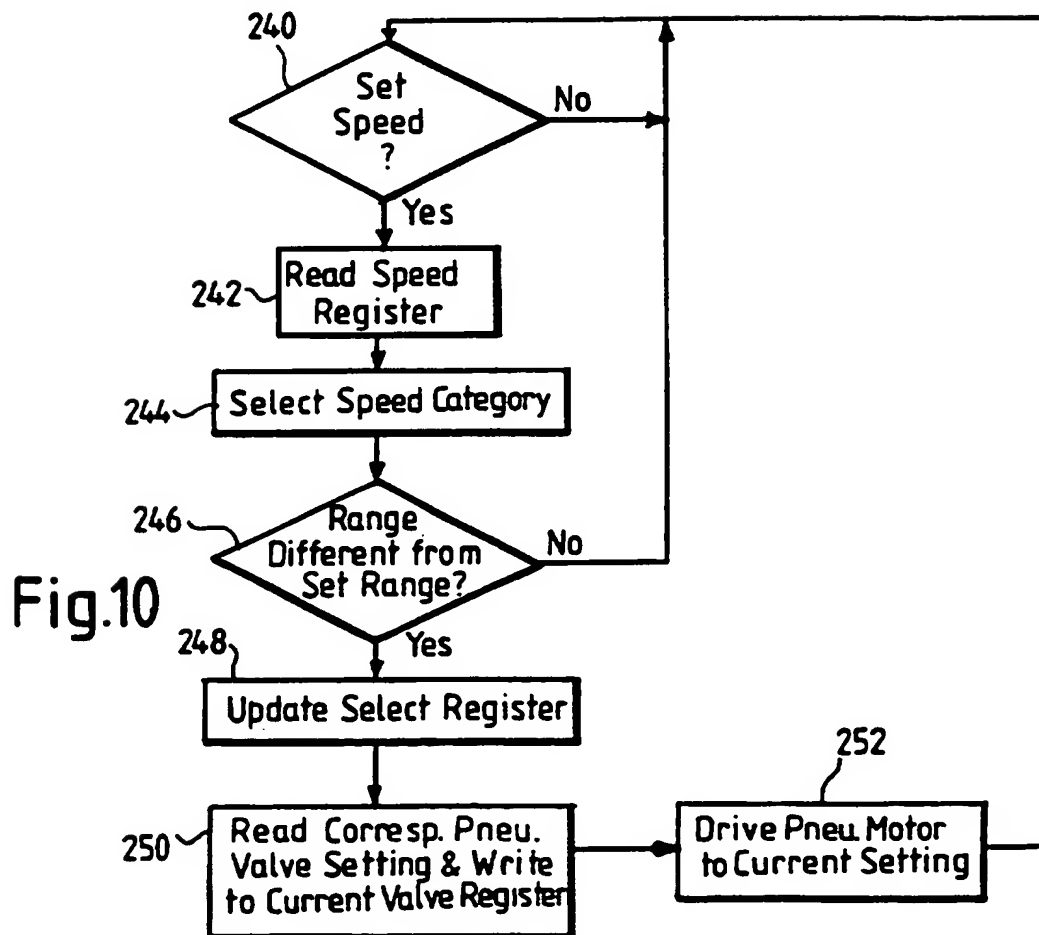 240
Set
Speed
?
No
Yes
242
Read Speed
Register
244
Select Speed Category
246
Range
Different from
Set Range?
No
Fig.10
Yes
248
Update Select Register
252
250
Read Corresp. Pneu.
Valve Setting & Write
to Current Valve Register
Drive Pneu. Motor
to Current Setting